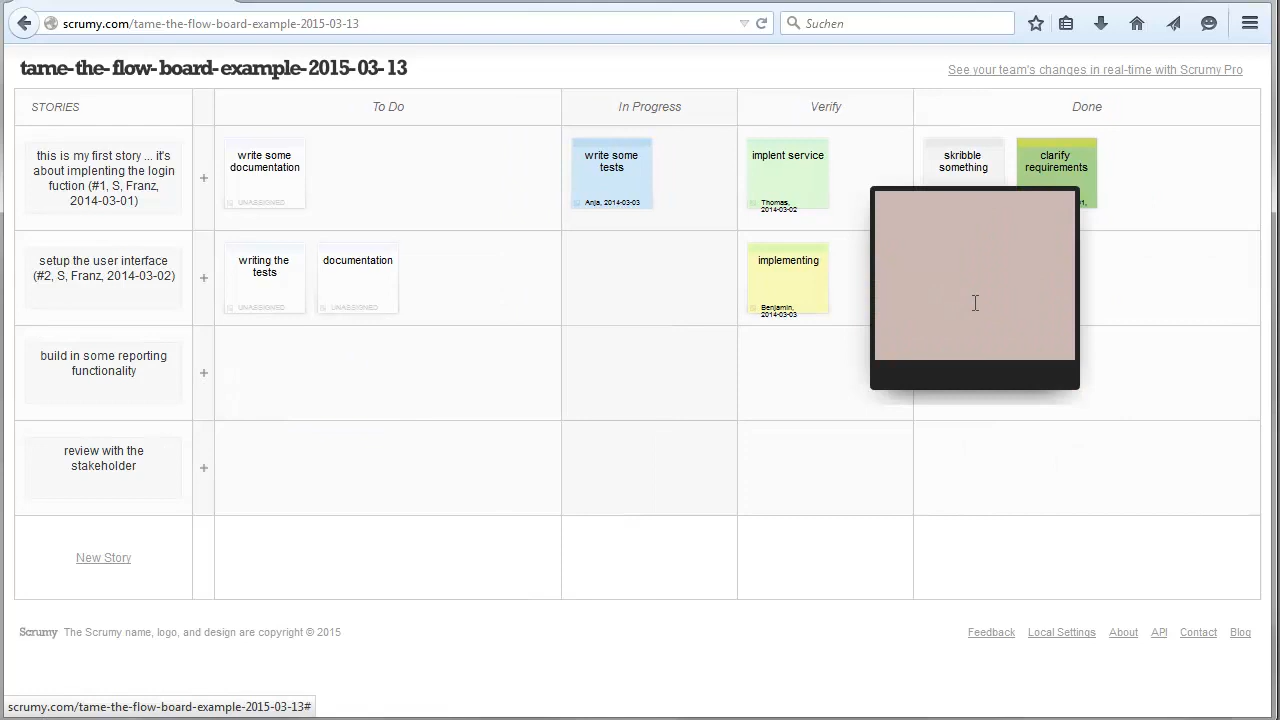 scrumy.com/tame-the-flow-board-example-2015-03-13
Suchen
tame-the-flow-board-example-2015-03-13
See your team's changes in real-time with Scrumy Pro
STORIES
To Do
In Progress
Verify
Done
this is my first story ... it's
about implenting the login
fuction (#1, S, Franz,
2014-03-01)
+
write some
documentation
UNASSIGNED
write some
tests
Anja, 2014-03-03
implent service
Thomas,
2014-03-02
skribble
something
clarify
requirements
setup the user interface
(#2, S, Franz, 2014-03-02)
+
writing the
tests
UNASSIGNED
documentation
UNASSIGNED
implementing
Benjamin,
2014-03-03
build in some reporting
functionality
+
review with the
stakeholder
+
New Story
Scrumy The Scrumy name, logo, and design are copyright © 2015
Feedback Local Settings About API Contact Blog
scrumy.com/tame-the-flow-board-example-2015-03-13#